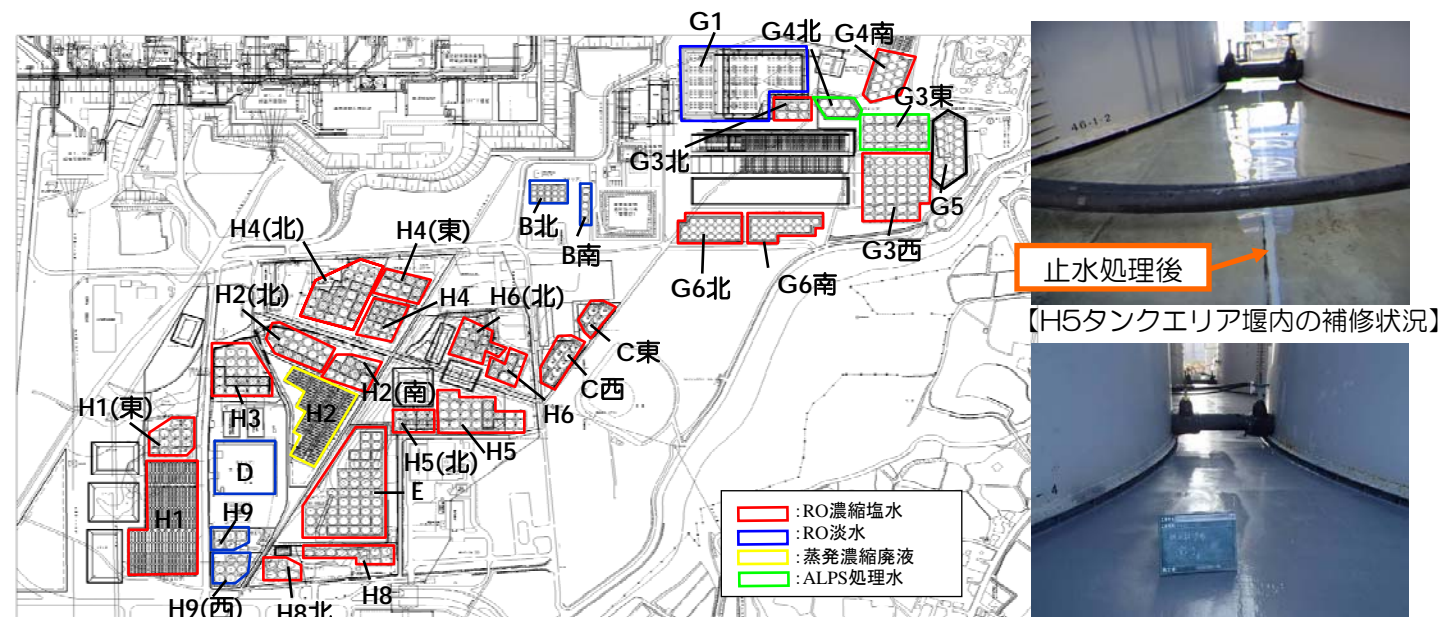 G1
G4北
G4南
G3東
G3北
G5
B北
B南
G3西
G6北
G6南
H4(北)
H4(東)
H2(北)
H4
H6(北)
C東
C西
H2(南)
H6
H3
H2
H1(東)
H5(北)
H5
D
E
H1
H9
H9(西)
H8北
H8
:RO濃縮塩水
:RO淡水
:蒸発濃縮廃液
:ALPS処理水
46-1-2
止水処理後
【H5タンクエリア堰内の補修状況】